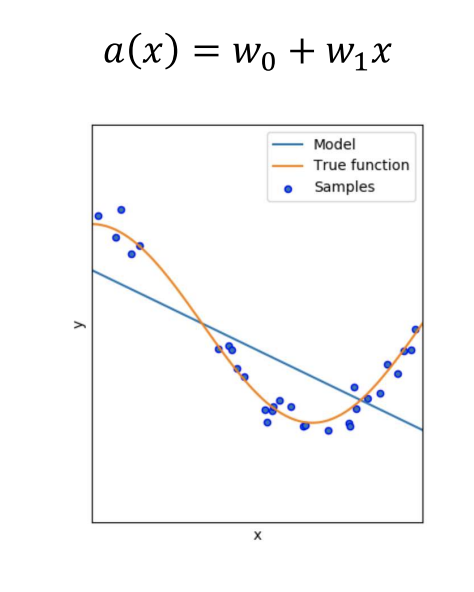 a(x) = w₀ + w₁x
Model
True function
Samples
y
x